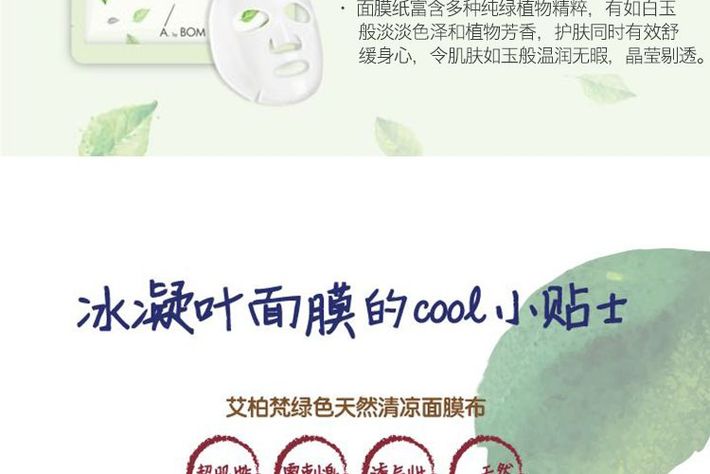 A. by BOM
· 面膜纸富含多种纯绿植物精粹，有如白玉
般淡淡色泽和植物芳香，护肤同时有效舒
缓身心，令肌肤如玉般温润无暇，晶莹剔透。
冰凝叶面膜的cool小贴士
艾柏梵绿色天然清凉面膜布
天然